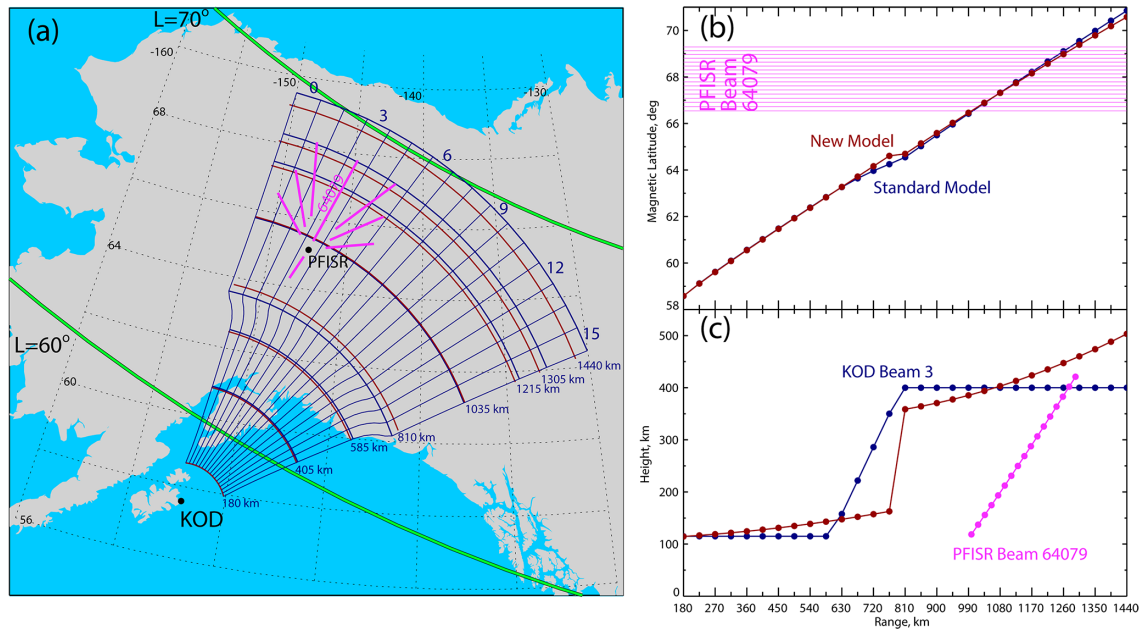 (a)
L=70°
-160
-150
-140
-130
0
3
6
9
12
15
68
64
60
56
64079
PFISR
L=60°
KOD
1440 km
1305 km
1215 km
1035 km
810 km
585 km
405 km
180 km
(b)
Magnetic Latitude, deg
70
68
66
64
62
60
58
PFISR
Beam
64079
New Model
Standard Model
(c)
Height, km
500
400
300
200
100
0
KOD Beam 3
PFISR Beam 64079
180 270 360 450 540 630 720 810 900 990 1080 1170 1260 1350 1440
Range, km